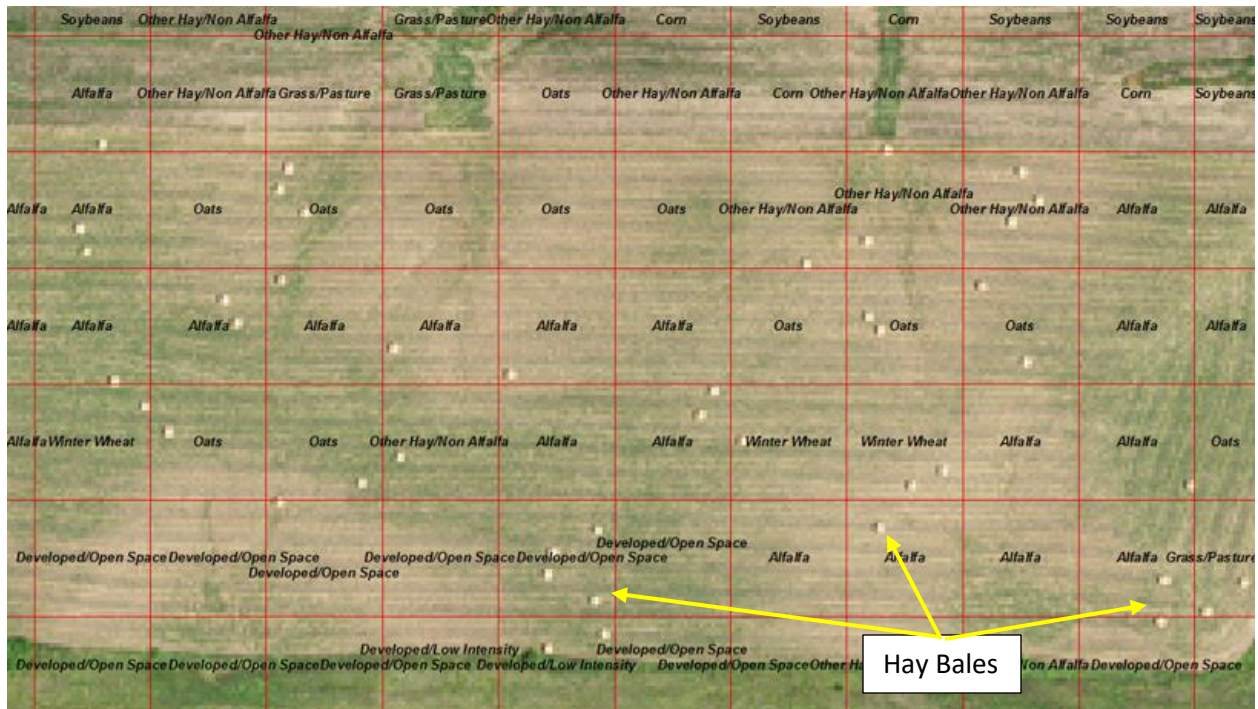 Soybeans Other Hay/Non Alfalfa Grass/Pasture Other Hay/Non Alfalfa Corn Soybeans Corn Soybeans Soybeans Soybeans
Other Hay/Non Alfalfa
Alfalfa Other Hay/Non Alfalfa Grass/Pasture Grass/Pasture Oats Other Hay/Non Alfalfa Corn Other Hay/Non Alfalfa Other Hay/Non Alfalfa Corn Soybeans
Other Hay/Non Alfalfa
Alfalfa Alfalfa Oats Oats Oats Oats Oats Other Hay/Non Alfalfa Other Hay/Non Alfalfa Alfalfa Alfalfa
Alfalfa Alfalfa Alfalfa Alfalfa Alfalfa Alfalfa Alfalfa Oats Oats Oats Alfalfa Alfalfa
Alfalfa Winter Wheat Oats Oats Other Hay/Non Alfalfa Alfalfa Alfalfa Winter Wheat Winter Wheat Alfalfa Alfalfa Oats
Developed/Open Space
Developed/Open Space Developed/Open Space Developed/Open Space Developed/Open Space Alfalfa Alfalfa Alfalfa Alfalfa Grass/Pasture
Developed/Open Space
Developed/Low Intensity Developed/Open Space
Developed/Open Space Developed/Open Space Developed/Open Space Developed/Low Intensity Developed/Open Space Other Alfalfa Developed/Open Space
Hay Bales